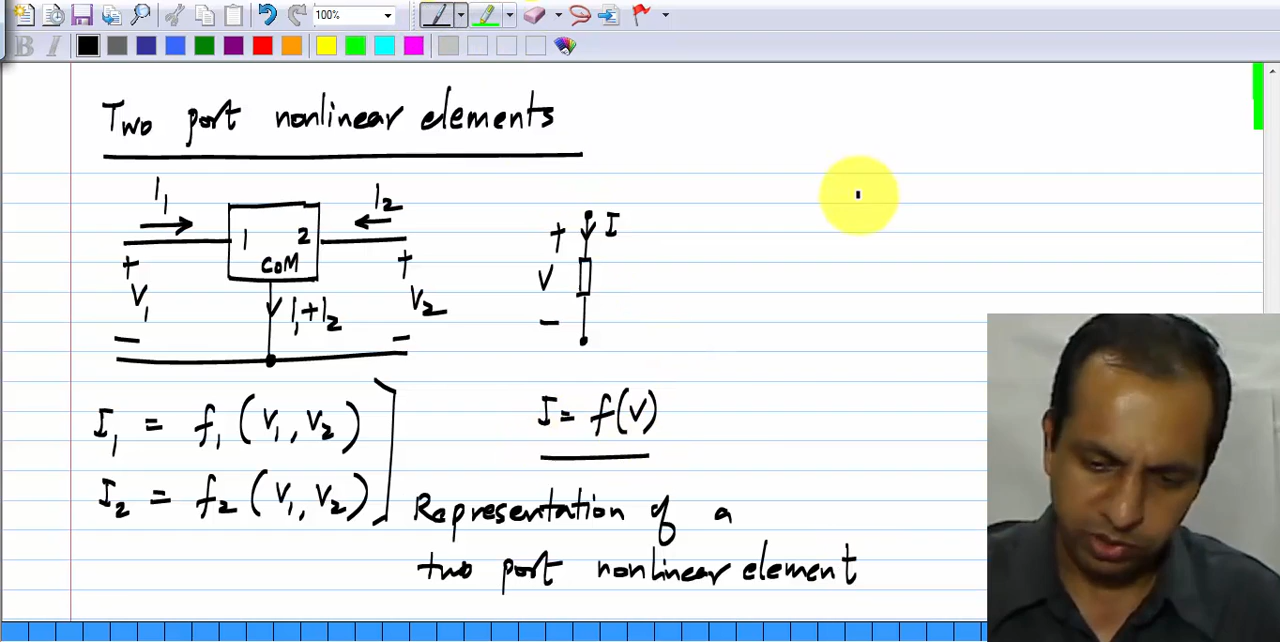 100%
B I
Two port nonlinear elements
I₁ I₂ I
1 2 +
+ COM + V
V₁ I₁+I₂ V₂
− − −
I₁ = f₁ (V₁, V₂) I = f(V)
I₂ = f₂ (V₁, V₂) Representation of a
two port nonlinear element